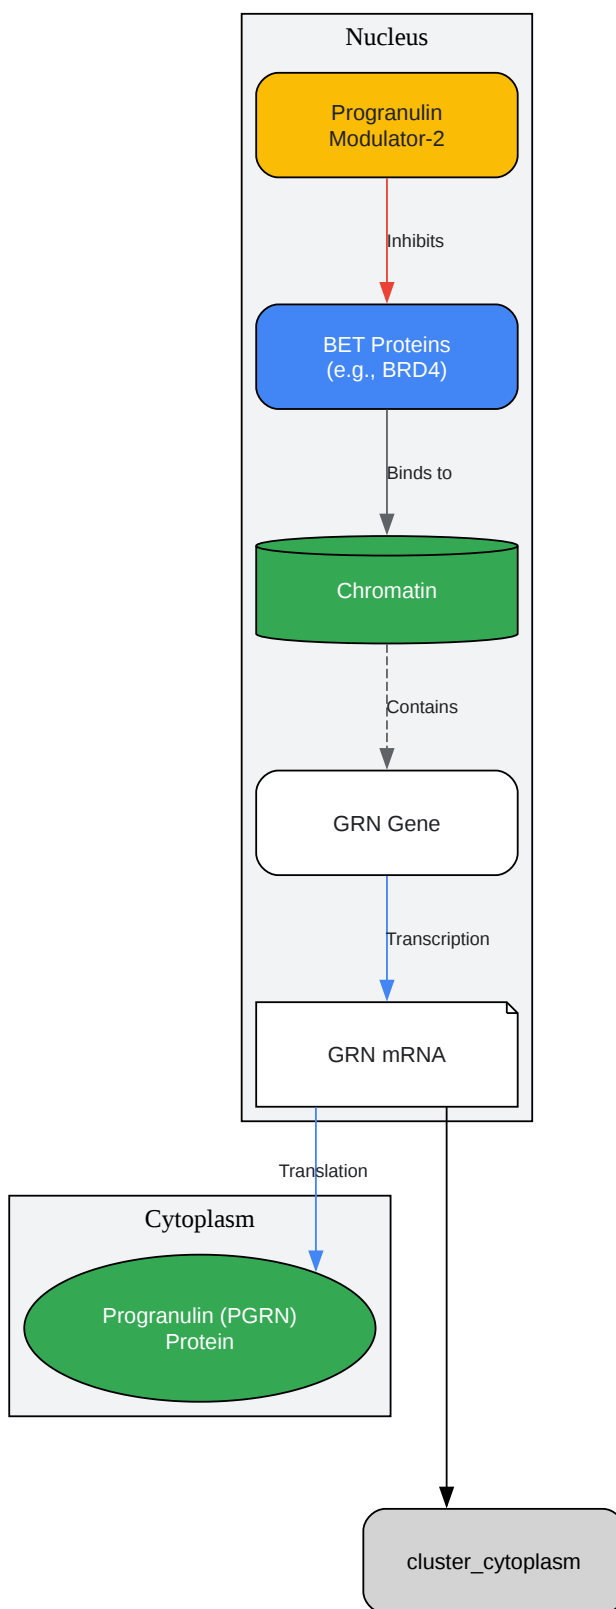 Nucleus
Progranulin
Modulator-2
Inhibits
BET Proteins
(e.g., BRD4)
Binds to
Chromatin
Contains
GRN Gene
Transcription
GRN mRNA
Translation
Cytoplasm
Progranulin (PGRN)
Protein
cluster_cytoplasm